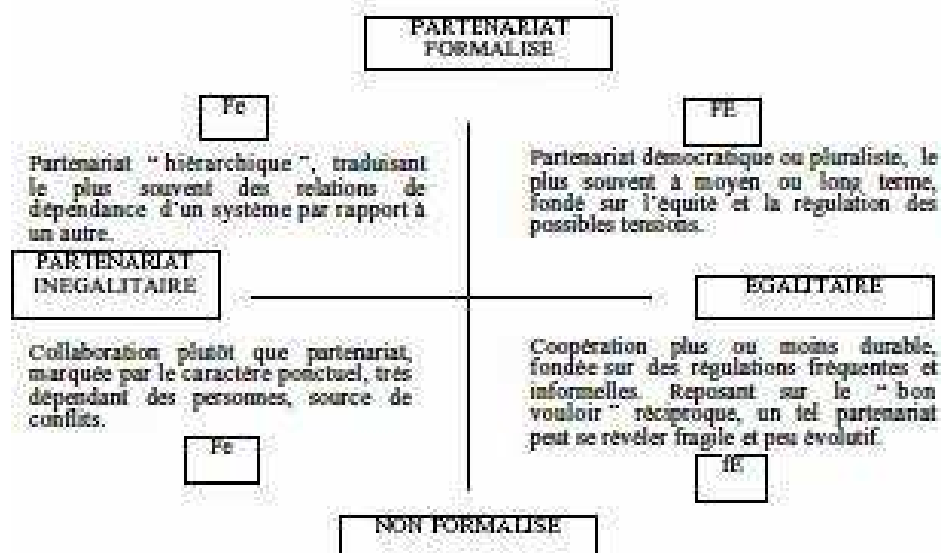 PARTENARIAT
FORMALISE
Fe
FE
Partenariat “ hiérarchique ”, traduisant
le plus souvent des relations de
dépendance d’un système par rapport à
un autre.
Partenariat démocratique ou pluraliste, le
plus souvent à moyen ou long terme,
fondé sur l’équité et la régulation des
possibles tensions.
PARTENARIAT
INEGALITAIRE
EGALITAIRE
Collaboration plutôt que partenariat,
marquée par le caractère ponctuel, très
dépendant des personnes, source de
conflits.
Coopération plus ou moins durable,
fondée sur des régulations fréquentes et
informelles. Reposant sur le “ bon
vouloir ” réciproque, un tel partenariat
peut se révéler fragile et peu évolutif.
Fe
fE
NON FORMALISE